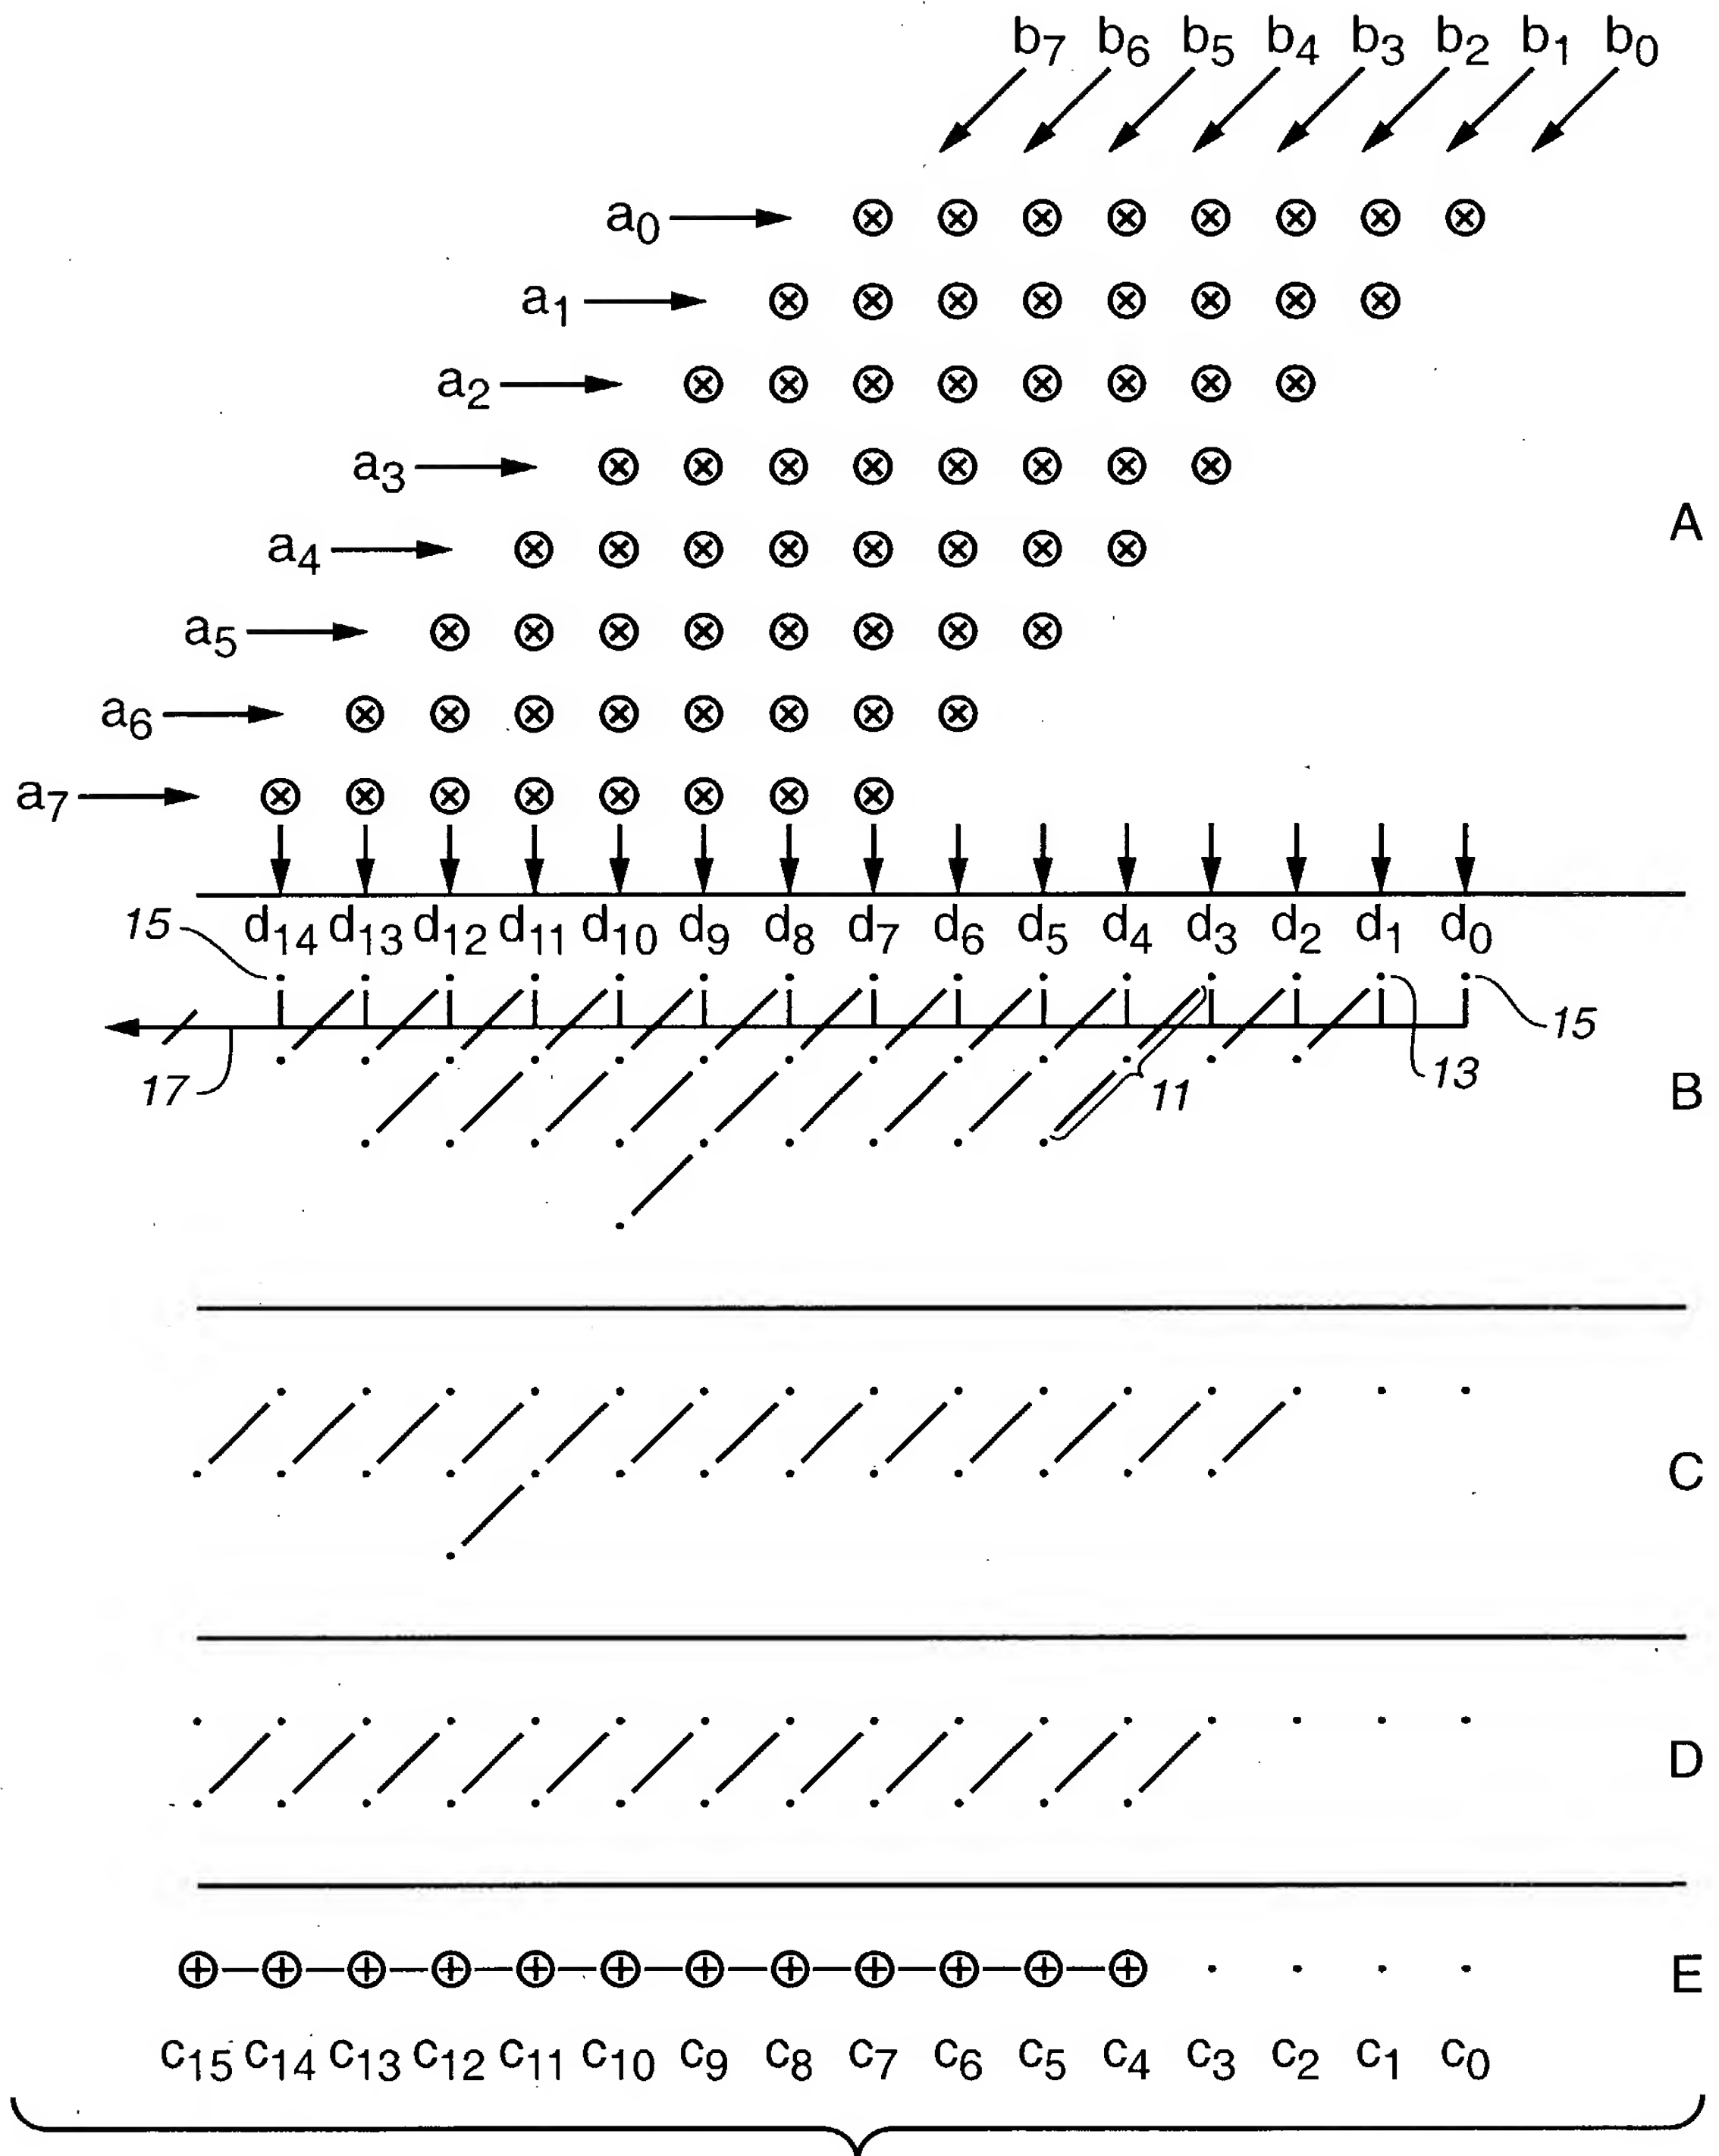 b7 b6 b5 b4 b3 b2 b1 b0
a0
a1
a2
a3
A
a4
a5
a6
a7
15 d14 d13 d12 d11 d10 d9 d8 d7 d6 d5 d4 d3 d2 d1 d0
15
17 11 13 B
C
D
E
c15 c14 c13 c12 c11 c10 c9 c8 c7 c6 c5 c4 c3 c2 c1 c0